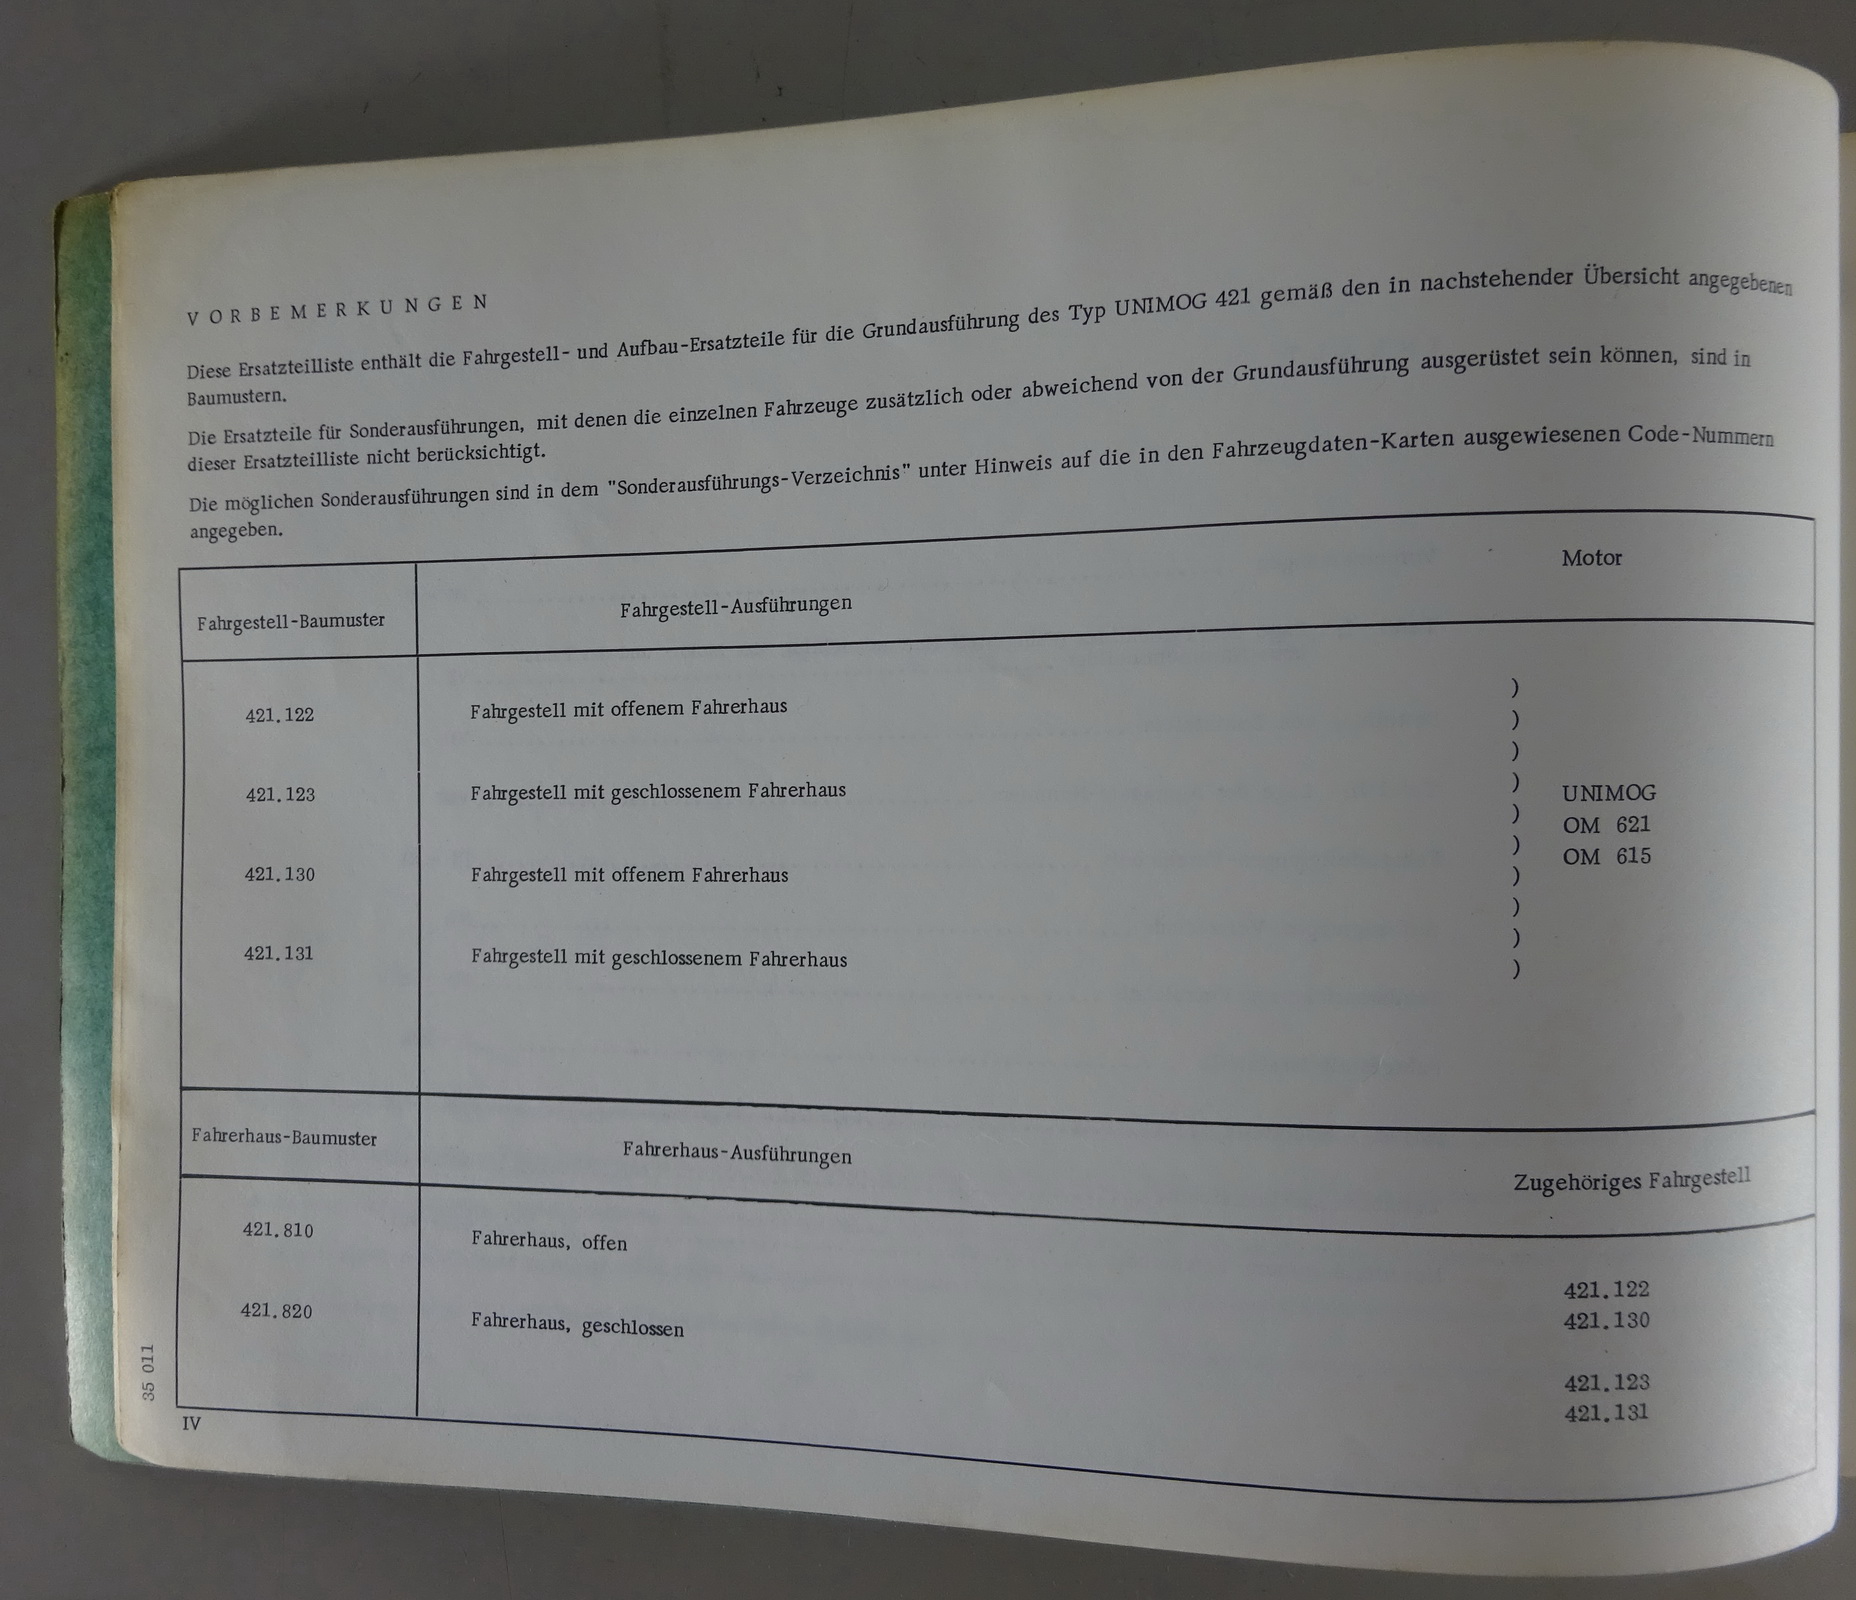 VORBEMERKUNGEN
Diese Ersatzteilliste enthält die Fahrgestell- und Aufbau-Ersatzteile für die Grundausführung des Typ UNIMOG 421 gemäß den in nachstehender Übersicht angegebenen
Baumustern.
Die Ersatzteile für Sonderausführungen, mit denen die einzelnen Fahrzeuge zusätzlich oder abweichend von der Grundausführung ausgerüstet sein können, sind in
dieser Ersatzteilliste nicht berücksichtigt.
Die möglichen Sonderausführungen sind in dem "Sonderausführungs-Verzeichnis" unter Hinweis auf die in den Fahrzeugdaten-Karten ausgewiesenen Code-Nummern
angegeben.
Fahrgestell-Baumuster Fahrgestell-Ausführungen Motor
)
421.122 Fahrgestell mit offenem Fahrerhaus )
)
)
421.123 Fahrgestell mit geschlossenem Fahrerhaus UNIMOG
) OM 621
) OM 615
421.130 Fahrgestell mit offenem Fahrerhaus )
)
)
421.131 Fahrgestell mit geschlossenem Fahrerhaus )
Fahrerhaus-Baumuster Fahrerhaus-Ausführungen Zugehöriges Fahrgestell
421.810 Fahrerhaus, offen 421.122
421.130
421.820 Fahrerhaus, geschlossen 421.123
421.131
35 011
IV